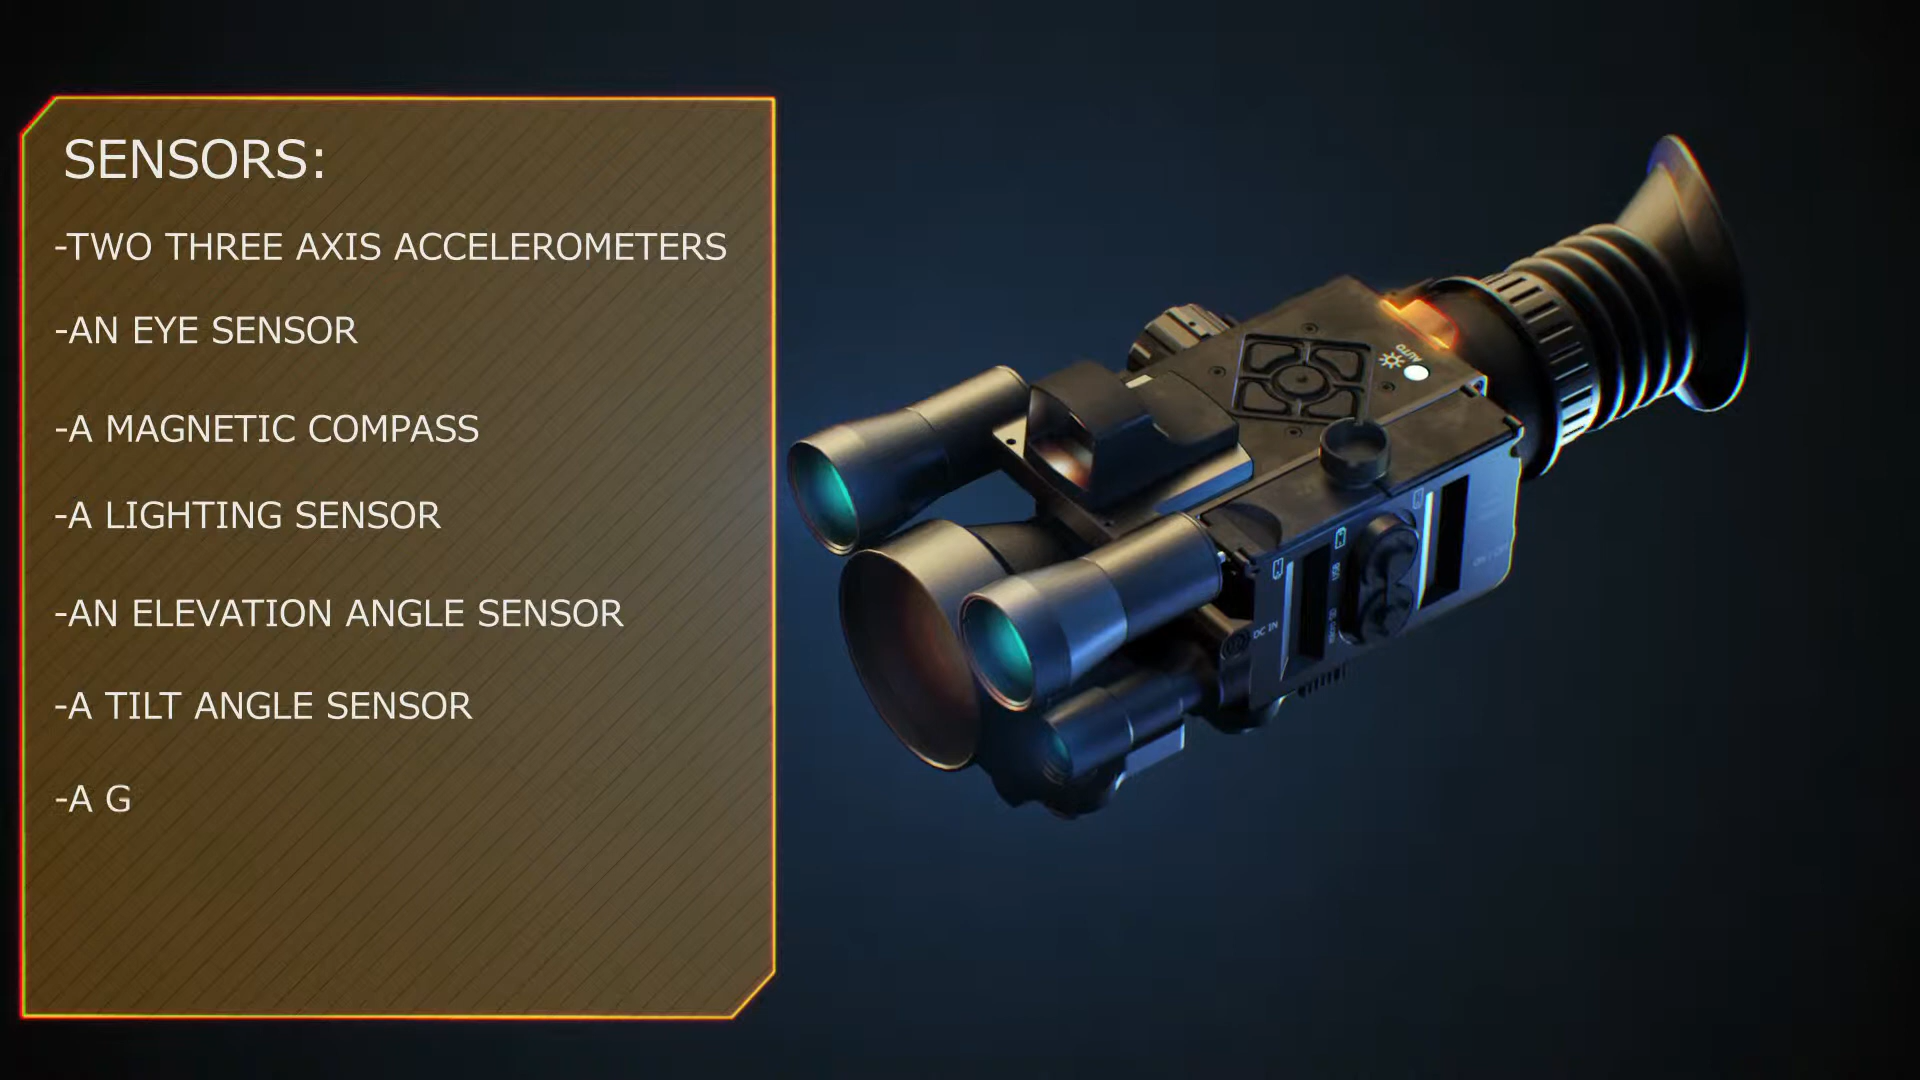 SENSORS:
-TWO THREE AXIS ACCELEROMETERS
-AN EYE SENSOR
-A MAGNETIC COMPASS
-A LIGHTING SENSOR
-AN ELEVATION ANGLE SENSOR
-A TILT ANGLE SENSOR
-A G
AUTO
USB
DC IN